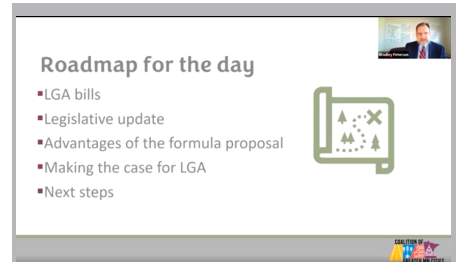 Bradley Peterson
Roadmap for the day
▪LGA bills
▪Legislative update
▪Advantages of the formula proposal
▪Making the case for LGA
▪Next steps
COALITION OF
GREATER MN CITIES